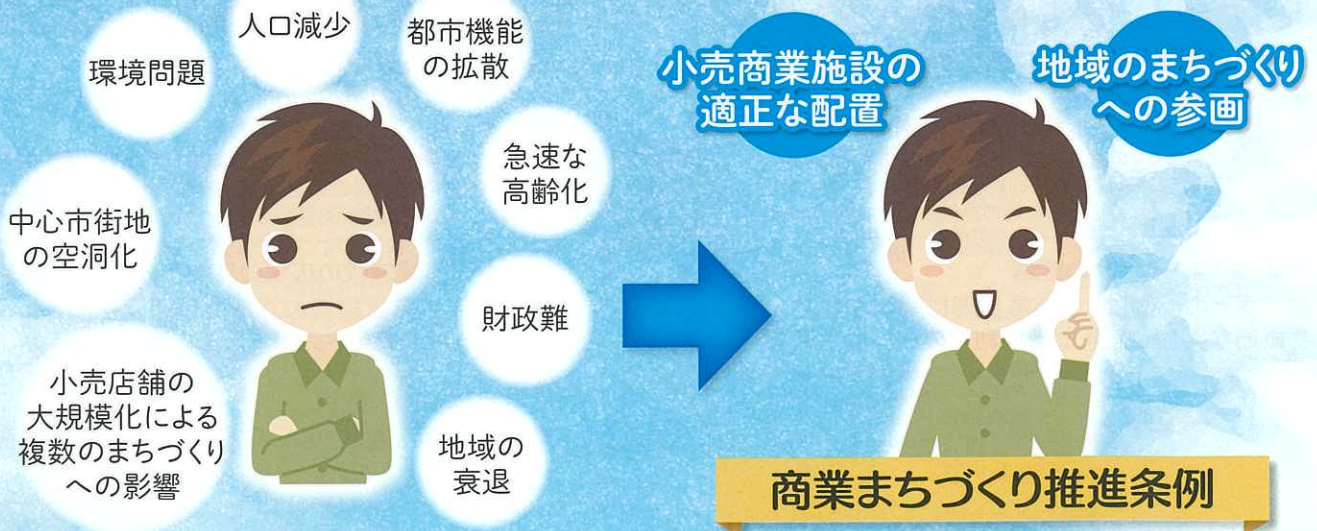 人口減少
都市機能
の拡散
環境問題
急速な
高齢化
中心市街地
の空洞化
財政難
小売店舗の
大規模化による
複数のまちづくり
への影響
地域の
衰退
小売商業施設の
適正な配置
地域のまちづくり
への参画
商業まちづくり推進条例